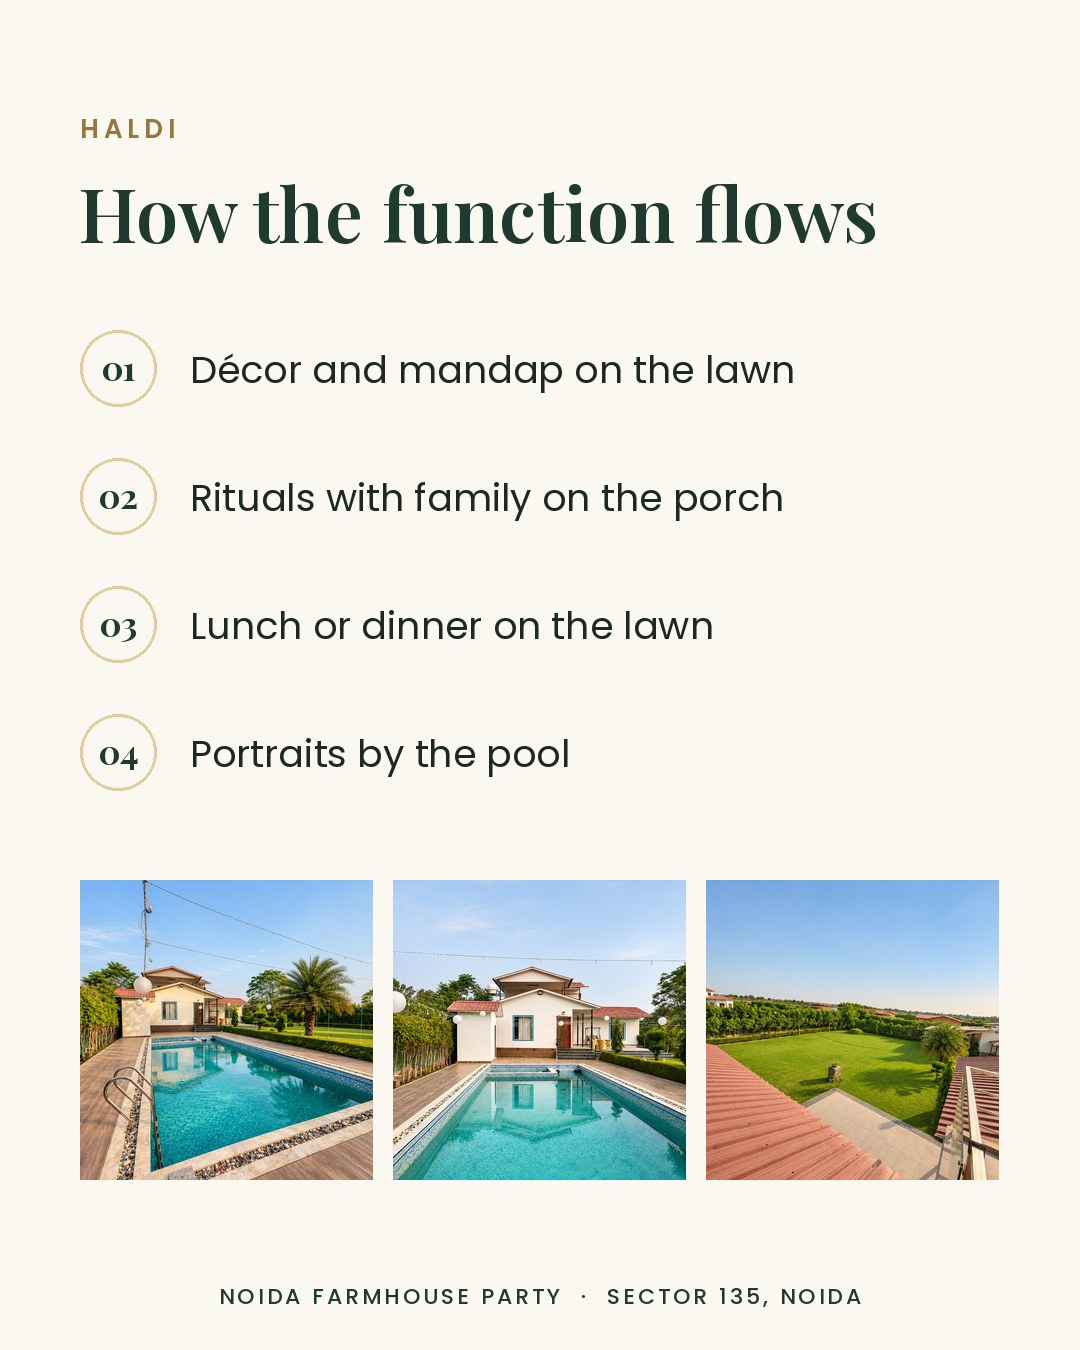 HALDI
How the function flows
01 Décor and mandap on the lawn
02 Rituals with family on the porch
03 Lunch or dinner on the lawn
04 Portraits by the pool
NOIDA FARMHOUSE PARTY · SECTOR 135, NOIDA